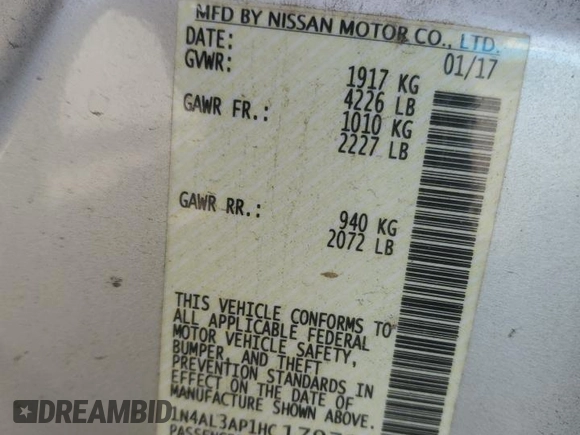 MFD BY NISSAN MOTOR CO., LTD.
DATE: 01/17
GVWR: 1917 KG
4226 LB
GAWR FR.: 1010 KG
2227 LB
GAWR RR.: 940 KG
2072 LB
THIS VEHICLE CONFORMS TO
ALL APPLICABLE FEDERAL
MOTOR VEHICLE SAFETY,
BUMPER, AND THEFT
PREVENTION STANDARDS IN
EFFECT ON THE DATE OF
MANUFACTURE SHOWN ABOVE.
1N4AL3AP1HC
DREAMBID